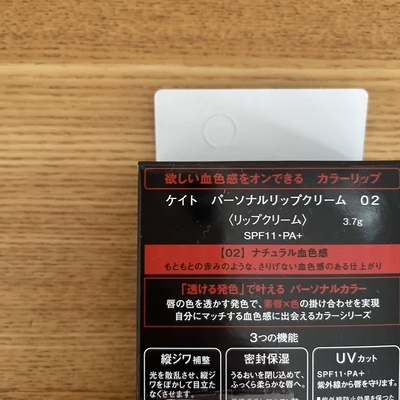 欲しい血色感をオンできる カラーリップ
ケイト パーソナルリップクリーム 02
〈リップクリーム〉 3.7g
SPF11・PA+
【02】ナチュラル血色感
もともとの赤みのような、さりげない血色感のある仕上がり
「透ける発色」で叶える パーソナルカラー
唇の色を透かす発色で、素唇×色の掛け合わせを実現
自分にマッチする血色感に出会えるカラーシリーズ
3つの機能
縦ジワ補整
光を散乱させ、縦ジ
ワをぼかして目立た
なくさせます。
密封保湿
うるおいを閉じ込めて、
ふっくら柔らかな唇へ。
UVカット
SPF11・PA+
紫外線から唇を守ります。